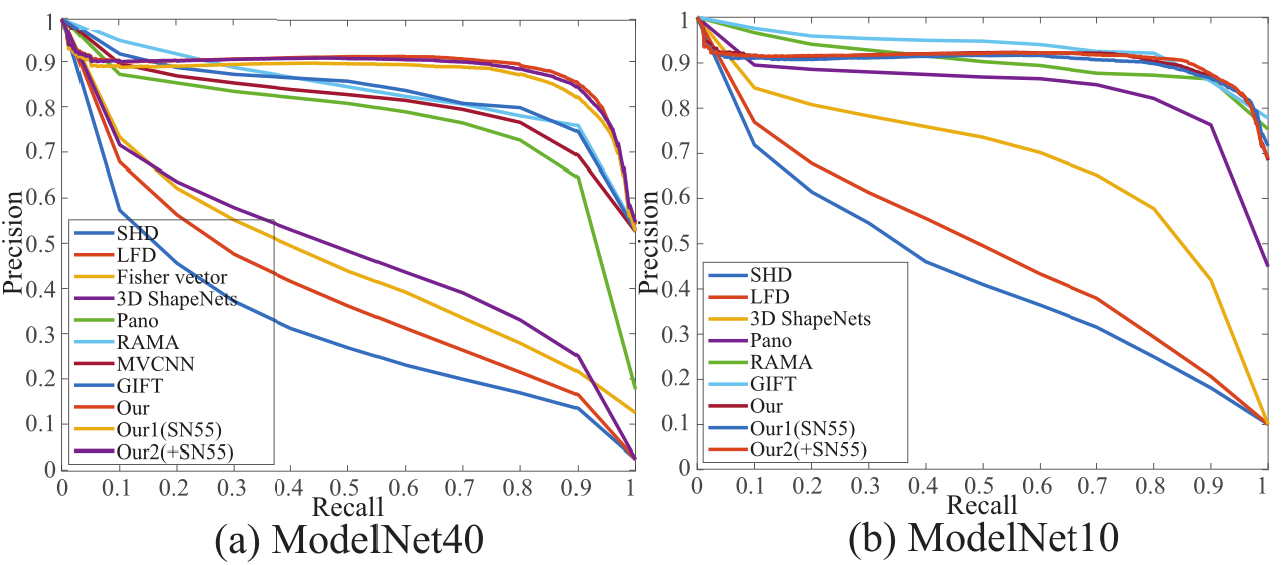 1
0.9
0.8
0.7
0.6
0.5
0.4
0.3
0.2
0.1
0
Precision
SHD
LFD
Fisher vector
3D ShapeNets
Pano
RAMA
MVCNN
GIFT
Our
Our1(SN55)
Our2(+SN55)
0 0.1 0.2 0.3 0.4 0.5 0.6 0.7 0.8 0.9 1
Recall
(a) ModelNet40
1
0.9
0.8
0.7
0.6
0.5
0.4
0.3
0.2
0.1
0
Precision
SHD
LFD
3D ShapeNets
Pano
RAMA
GIFT
Our
Our1(SN55)
Our2(+SN55)
0 0.1 0.2 0.3 0.4 0.5 0.6 0.7 0.8 0.9 1
Recall
(b) ModelNet10